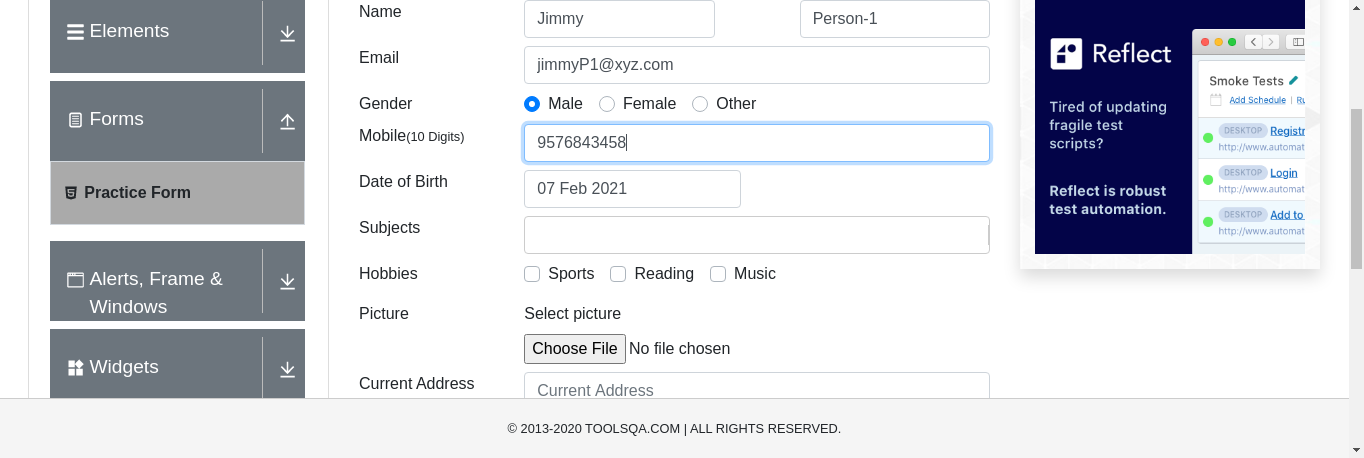 Elements
Forms
Practice Form
Alerts, Frame &
Windows
Widgets
Name
Jimmy
Person-1
Email
jimmyP1@xyz.com
Gender
Male
Female
Other
Mobile(10 Digits)
9576843458
Date of Birth
07 Feb 2021
Subjects
Hobbies
Sports
Reading
Music
Picture
Select picture
Choose File No file chosen
Current Address
Current Address
Reflect
Tired of updating
fragile test
scripts?
Reflect is robust
test automation.
Smoke Tests
Add Schedule | Ru
DESKTOP Registr
http://www.automat
DESKTOP Login
http://www.automat
DESKTOP Add to
http://www.automat
© 2013-2020 TOOLSQA.COM | ALL RIGHTS RESERVED.